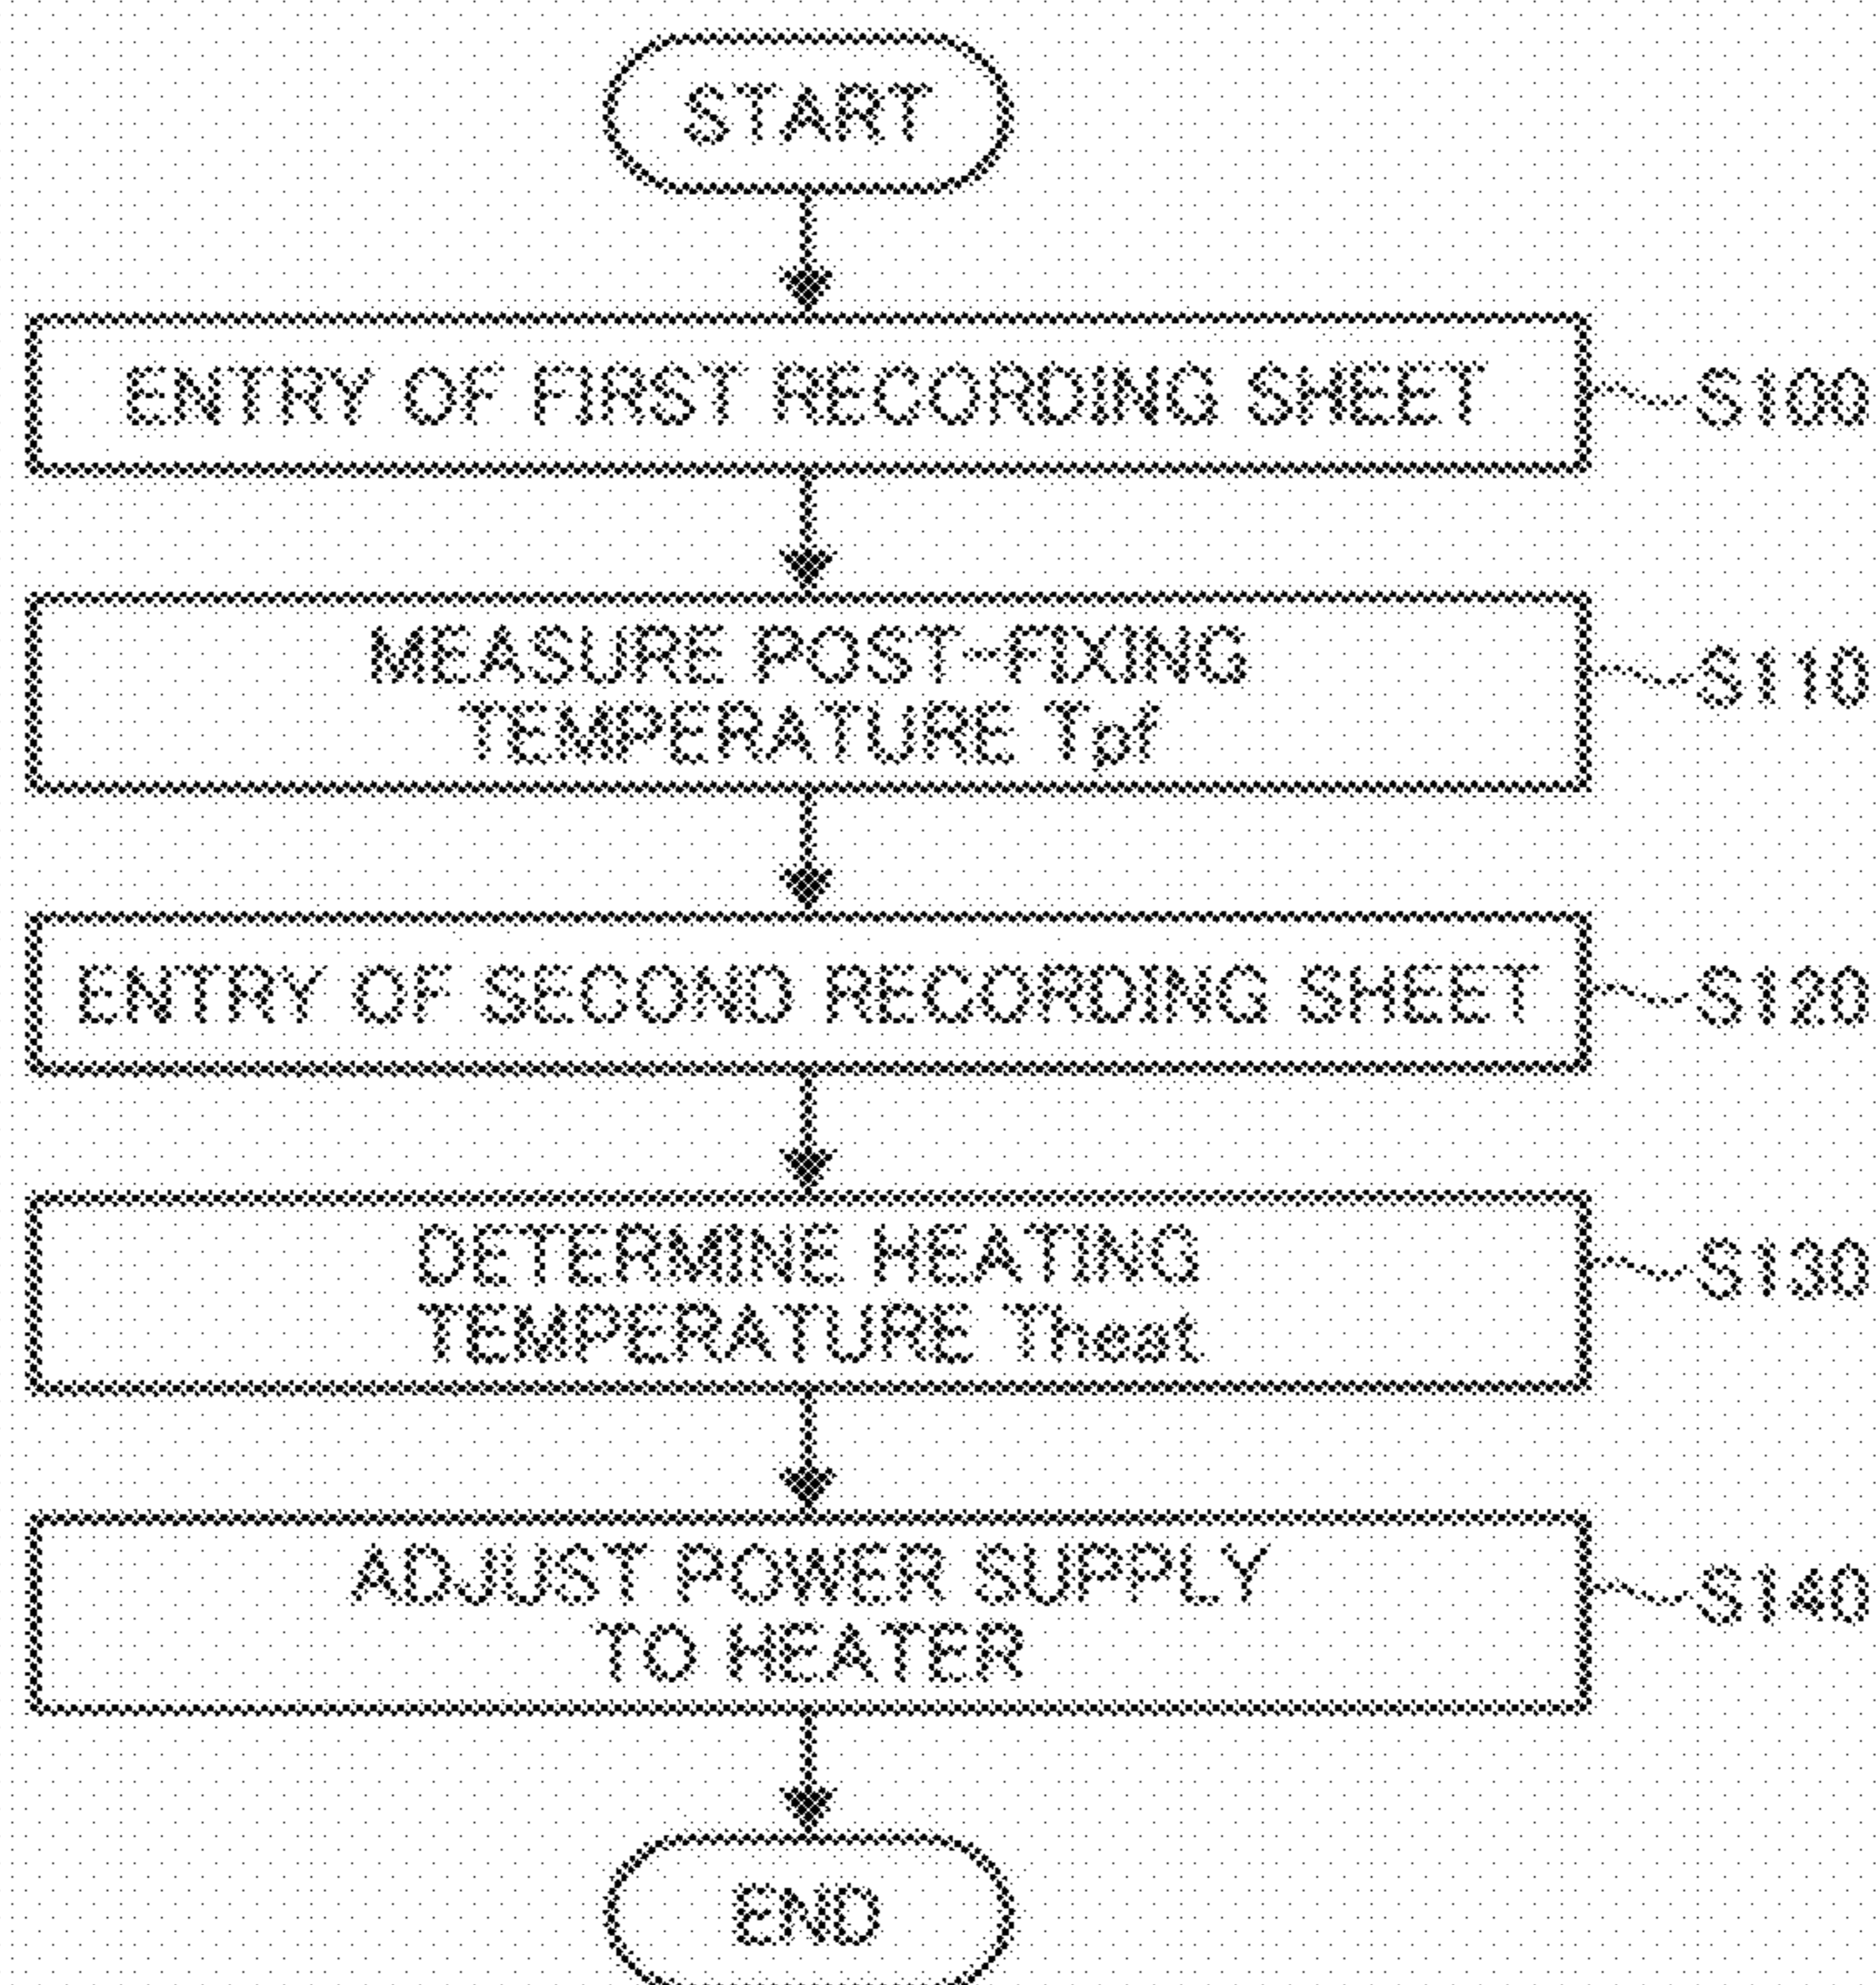 START
ENTRY OF FIRST RECORDING SHEET
S100
MEASURE POST-FIXING
TEMPERATURE Tpf
S110
ENTRY OF SECOND RECORDING SHEET
S120
DETERMINE HEATING
TEMPERATURE Theat
S130
ADJUST POWER SUPPLY
TO HEATER
S140
END